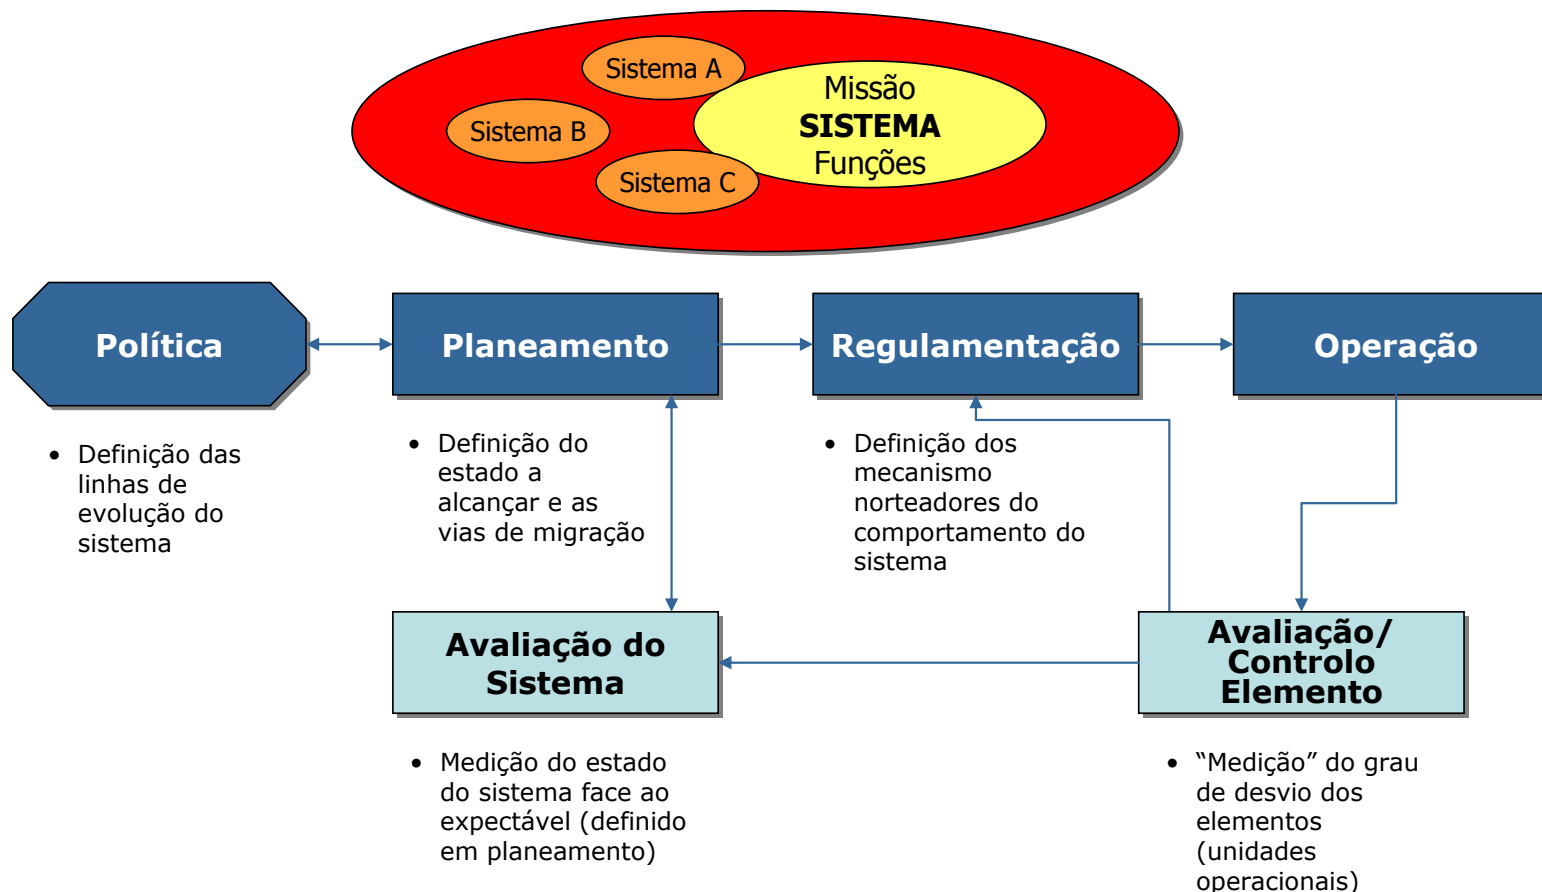 Sistema A
Sistema B
Sistema C
Missão
SISTEMA
Funções
Política
Planeamento
Regulamentação
Operação
• Definição das
linhas de
evolução do
sistema
• Definição do
estado a
alcançar e as
vias de migração
• Definição dos
mecanismo
norteadores do
comportamento do
sistema
Avaliação do
Sistema
Avaliação/
Controlo
Elemento
• Medição do estado
do sistema face ao
expectável (definido
em planeamento)
• “Medição” do grau
de desvio dos
elementos
(unidades
operacionais)